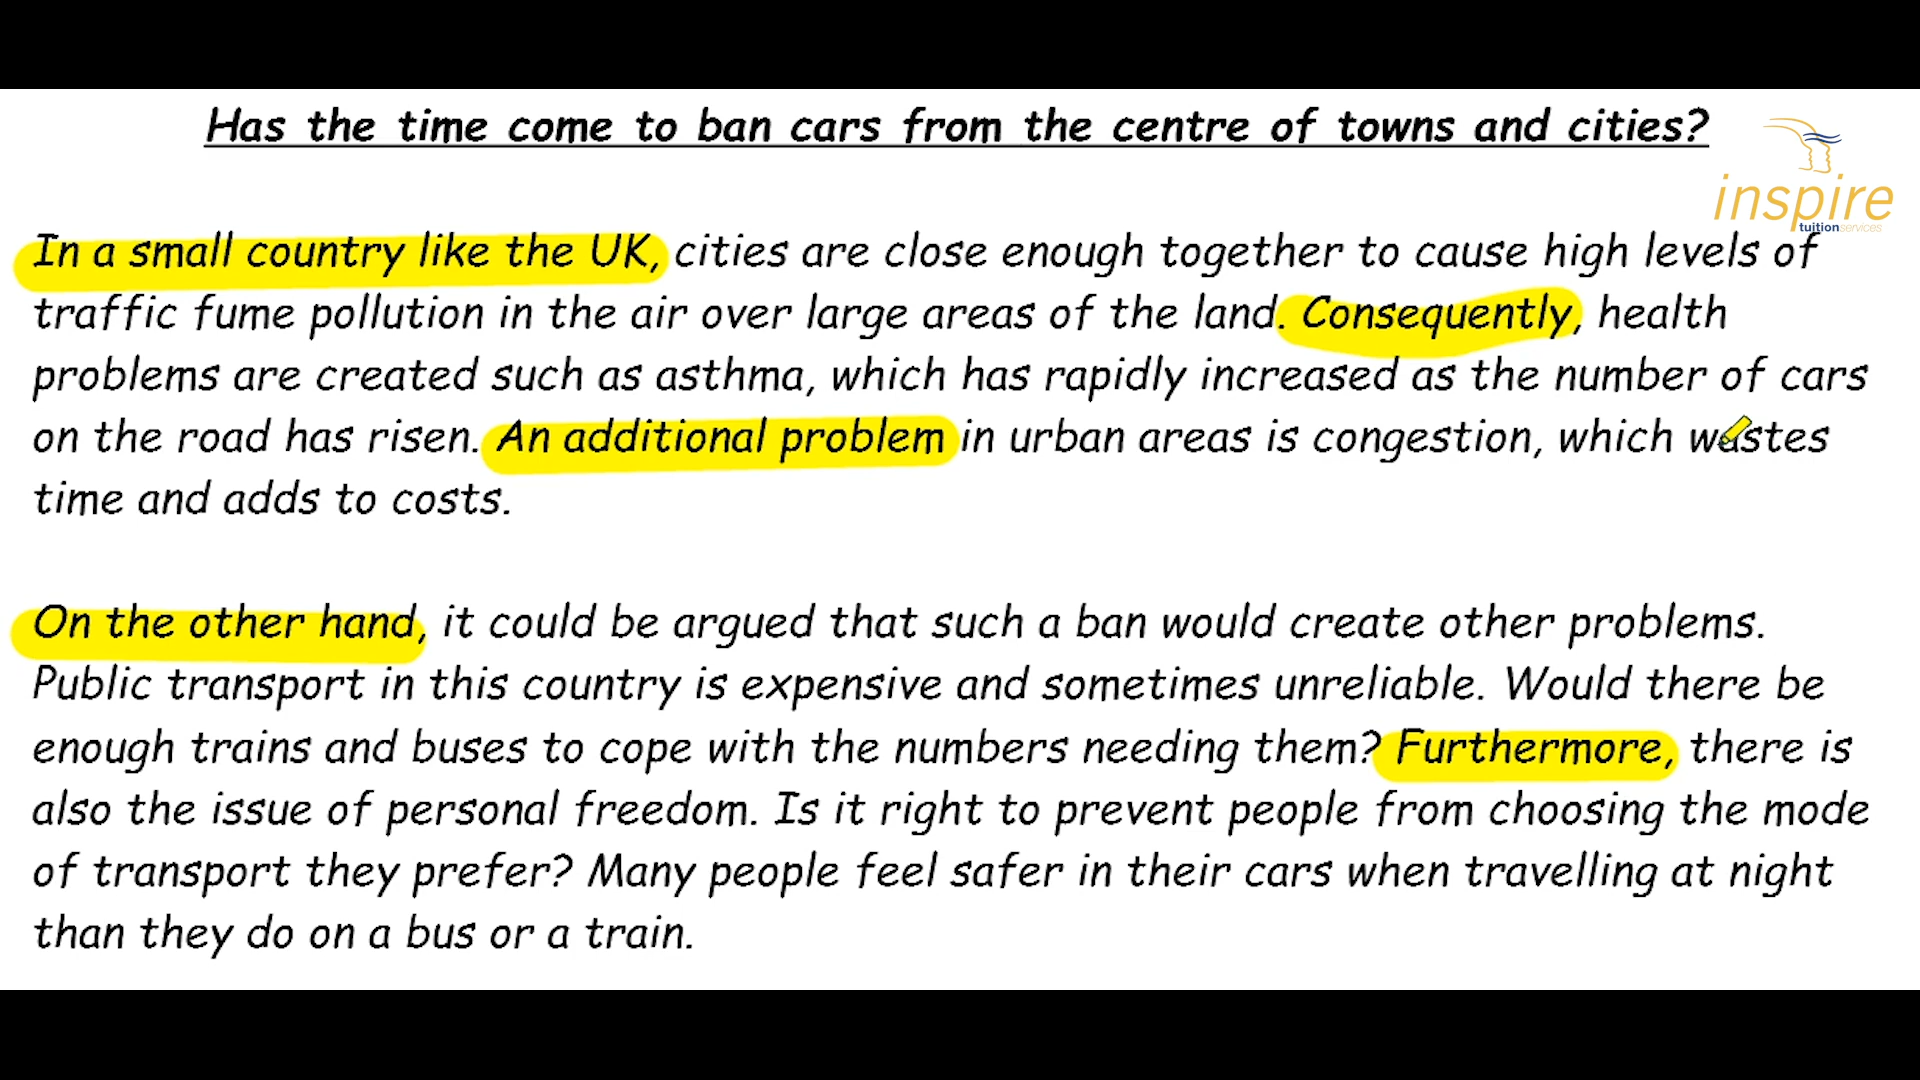 Has the time come to ban cars from the centre of towns and cities?
inspire
tuitionservices
In a small country like the UK, cities are close enough together to cause high levels of
traffic fume pollution in the air over large areas of the land. Consequently, health
problems are created such as asthma, which has rapidly increased as the number of cars
on the road has risen. An additional problem in urban areas is congestion, which wastes
time and adds to costs.
On the other hand, it could be argued that such a ban would create other problems.
Public transport in this country is expensive and sometimes unreliable. Would there be
enough trains and buses to cope with the numbers needing them? Furthermore, there is
also the issue of personal freedom. Is it right to prevent people from choosing the mode
of transport they prefer? Many people feel safer in their cars when travelling at night
than they do on a bus or a train.